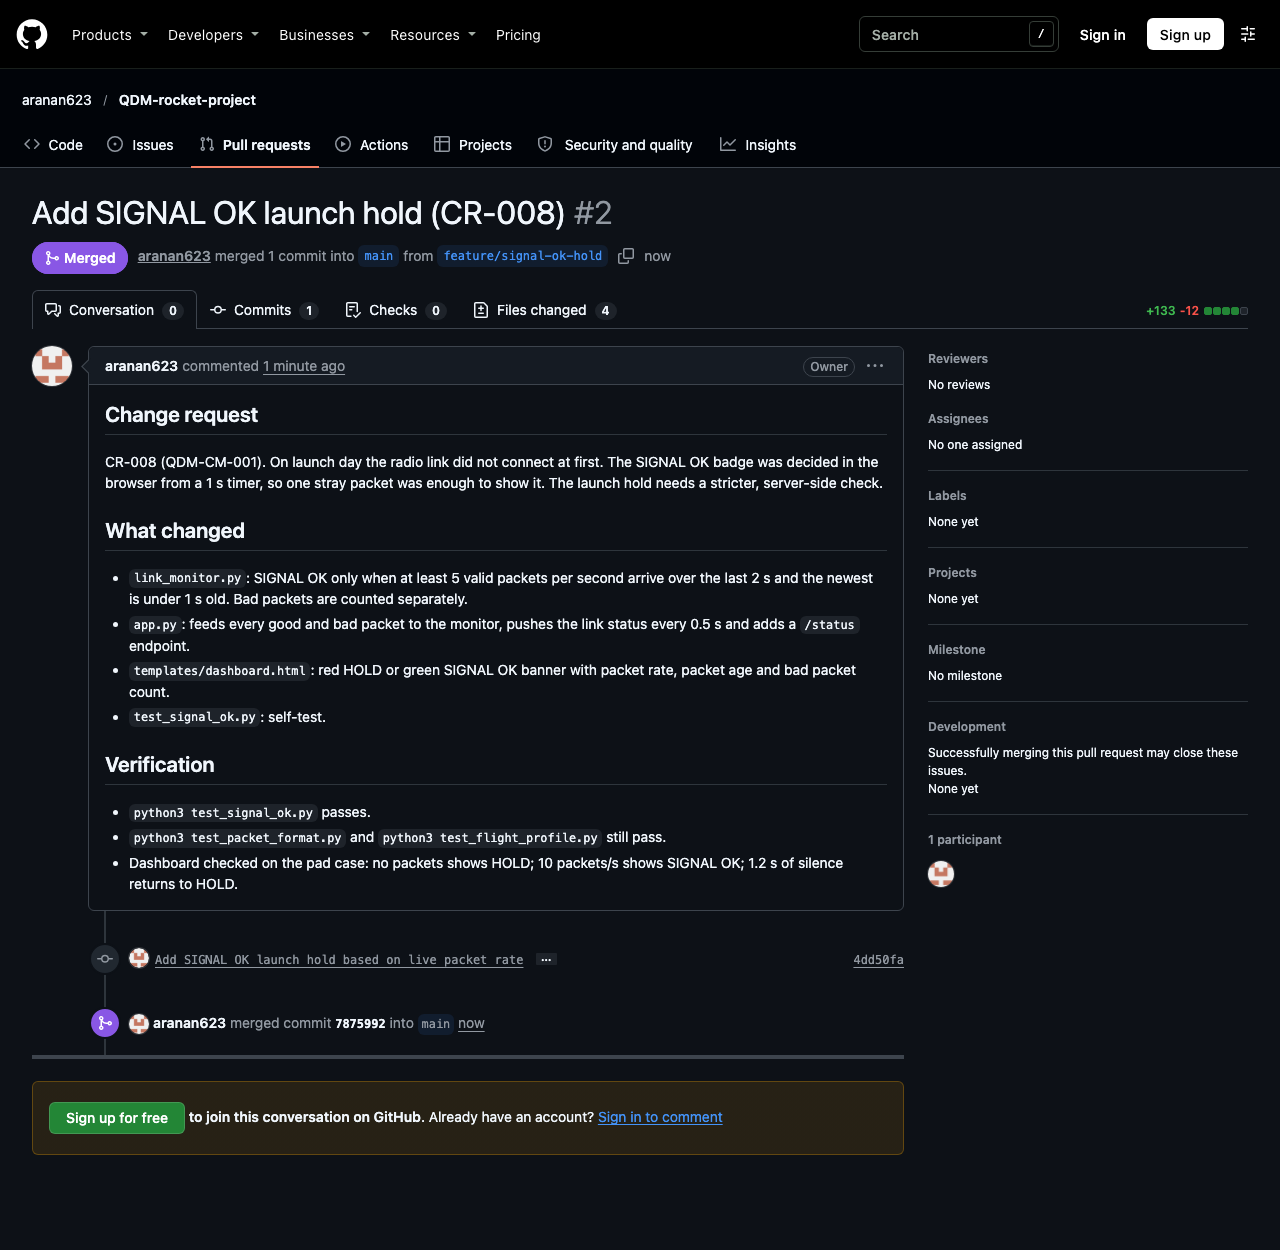 Products Developers Businesses Resources Pricing Search / Sign in Sign up
aranan623 / QDM-rocket-project
Code Issues Pull requests Actions Projects Security and quality Insights
Add SIGNAL OK launch hold (CR-008) #2
Merged aranan623 merged 1 commit into main from feature/signal-ok-hold now
Conversation 0 Commits 1 Checks 0 Files changed 4 +133 -12
aranan623 commented 1 minute ago Owner ...
Change request
CR-008 (QDM-CM-001). On launch day the radio link did not connect at first. The SIGNAL OK badge was decided in the
browser from a 1 s timer, so one stray packet was enough to show it. The launch hold needs a stricter, server-side check.
What changed
• link_monitor.py: SIGNAL OK only when at least 5 valid packets per second arrive over the last 2 s and the newest
is under 1 s old. Bad packets are counted separately.
• app.py: feeds every good and bad packet to the monitor, pushes the link status every 0.5 s and adds a /status
endpoint.
• templates/dashboard.html: red HOLD or green SIGNAL OK banner with packet rate, packet age and bad packet
count.
• test_signal_ok.py: self-test.
Verification
• python3 test_signal_ok.py passes.
• python3 test_packet_format.py and python3 test_flight_profile.py still pass.
• Dashboard checked on the pad case: no packets shows HOLD; 10 packets/s shows SIGNAL OK; 1.2 s of silence
returns to HOLD.
Add SIGNAL OK launch hold based on live packet rate ... 4dd50fa
aranan623 merged commit 7875992 into main now
Sign up for free to join this conversation on GitHub. Already have an account? Sign in to comment
Reviewers
No reviews
Assignees
No one assigned
Labels
None yet
Projects
None yet
Milestone
No milestone
Development
Successfully merging this pull request may close these
issues.
None yet
1 participant